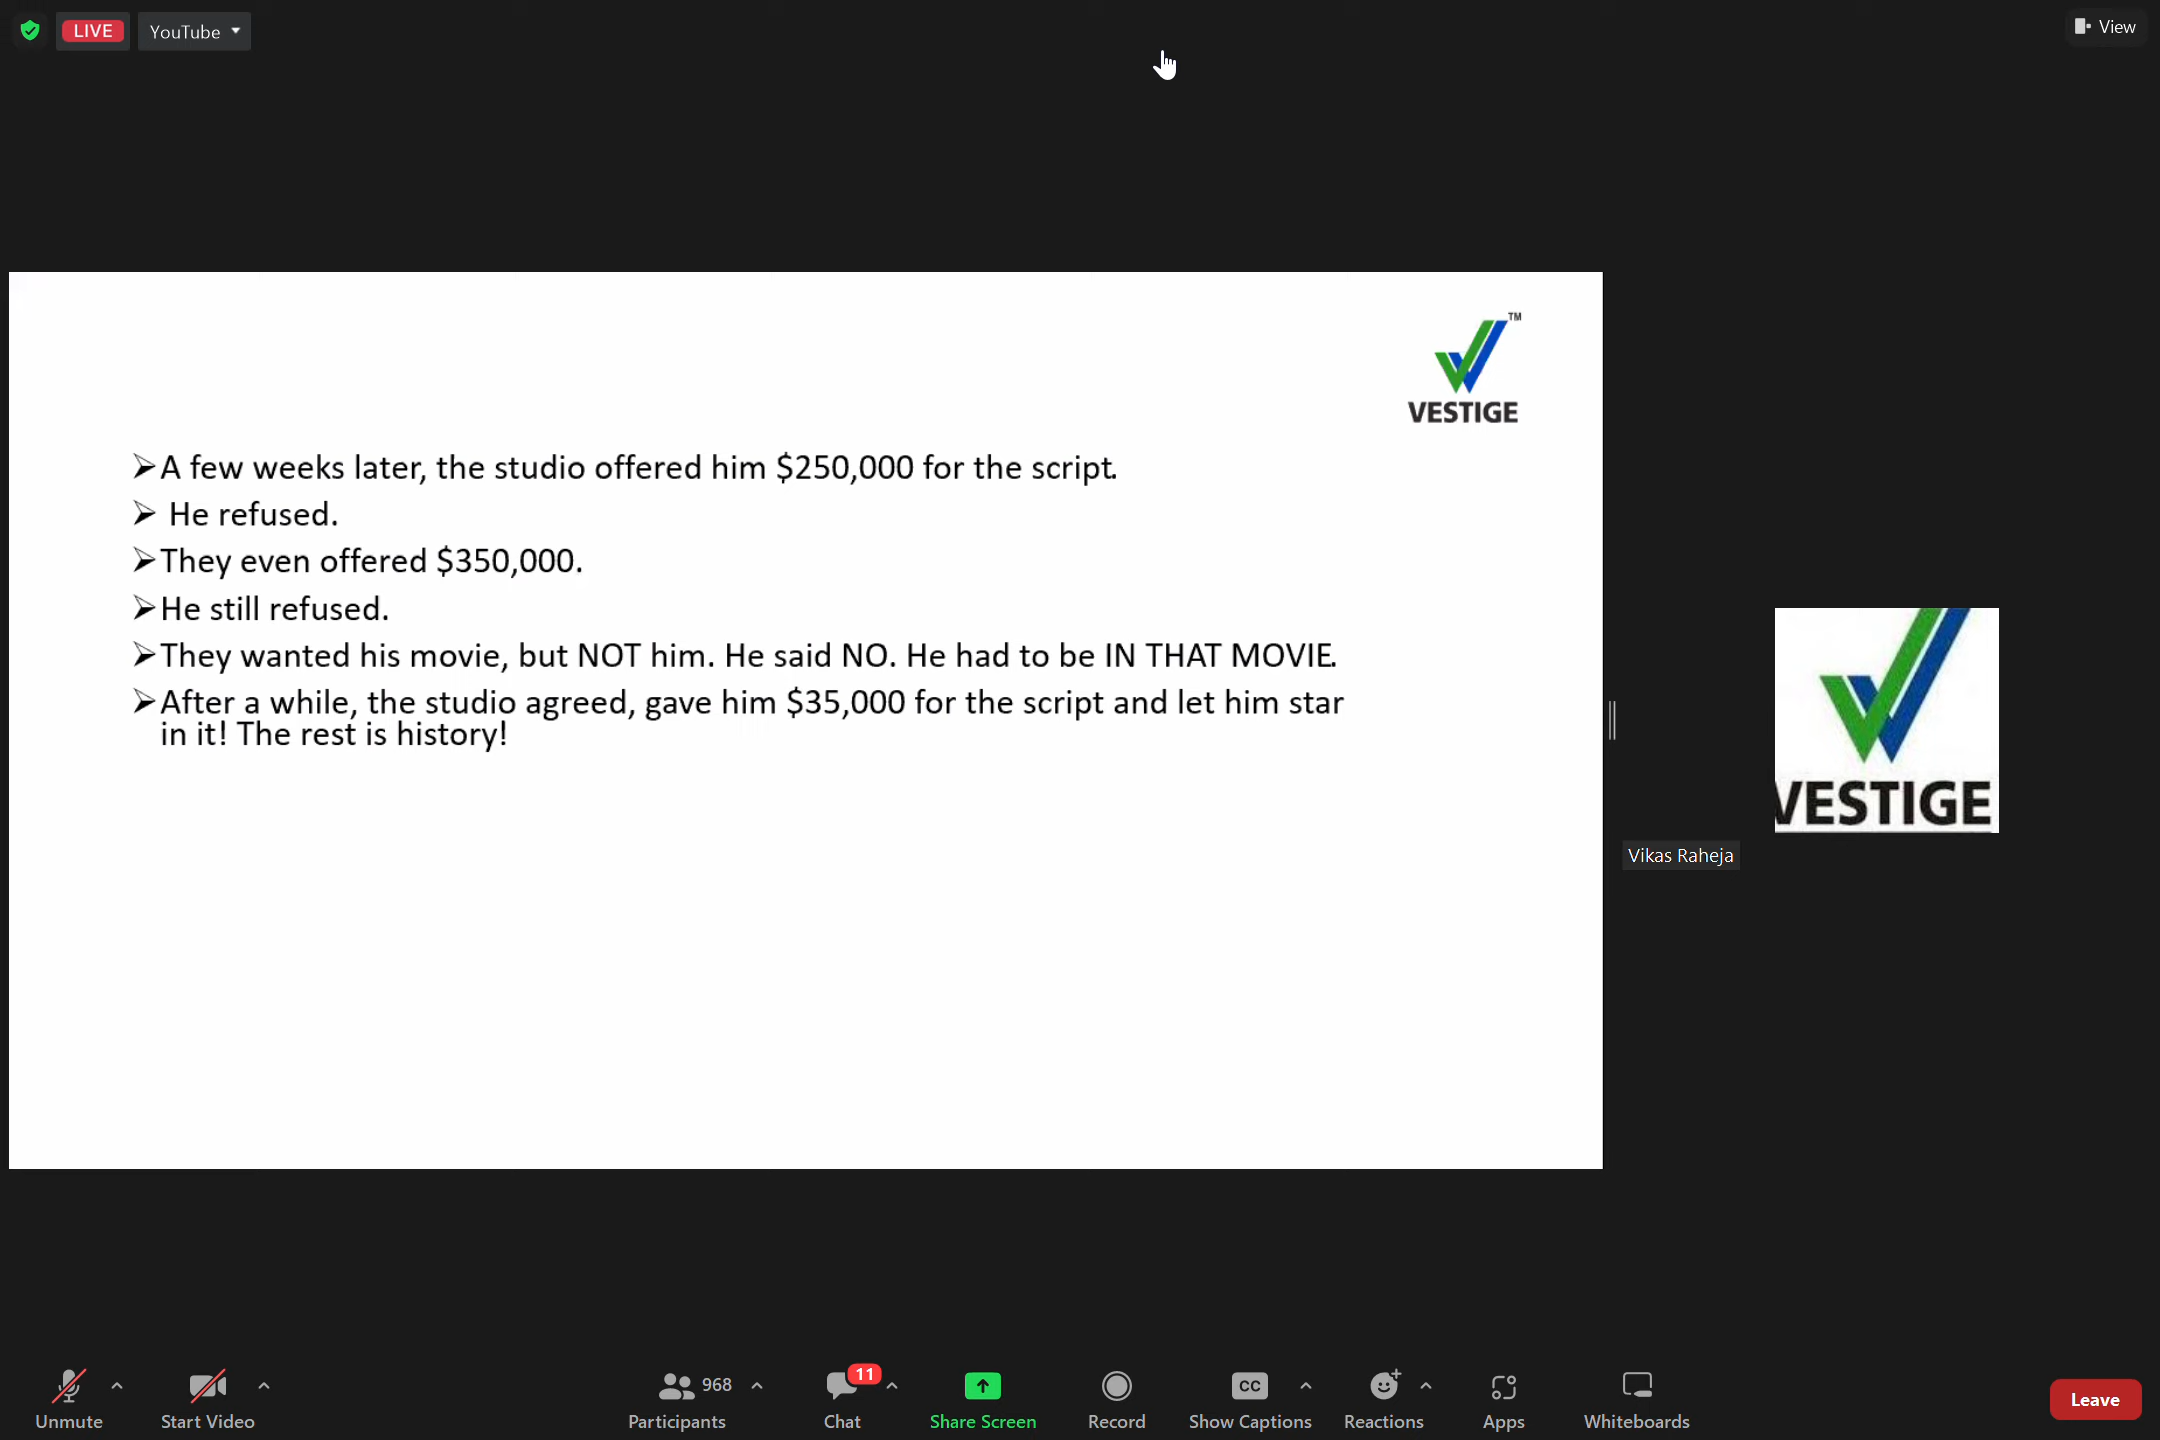 LIVE
YouTube
View
TM
VESTIGE
➢A few weeks later, the studio offered him $250,000 for the script.
➢ He refused.
➢They even offered $350,000.
➢He still refused.
➢They wanted his movie, but NOT him. He said NO. He had to be IN THAT MOVIE.
➢After a while, the studio agreed, gave him $35,000 for the script and let him star
in it! The rest is history!
VESTIGE
Vikas Raheja
Unmute
Start Video
968
Participants
11
Chat
Share Screen
Record
CC
Show Captions
Reactions
Apps
Whiteboards
Leave